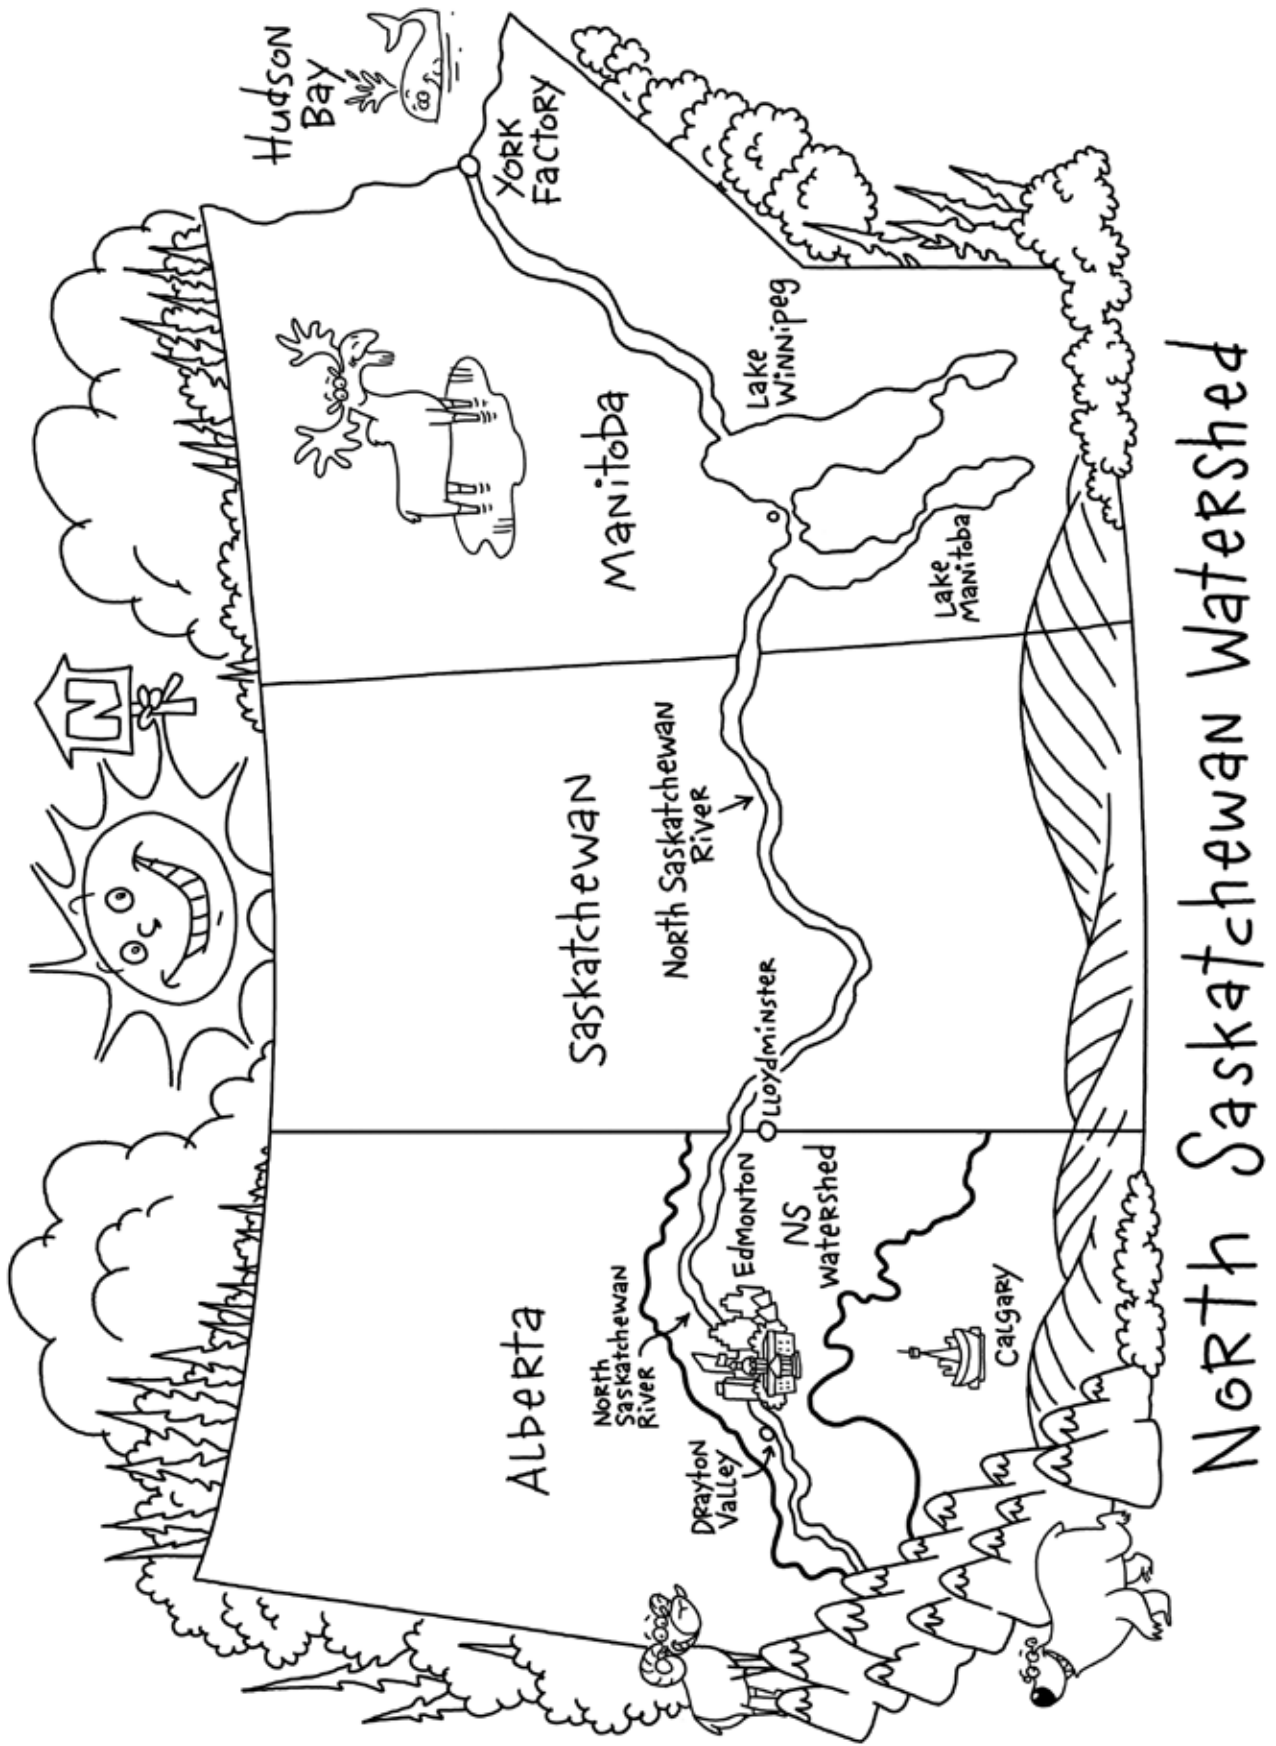 N
Hudson
Bay
York
Factory
Alberta
Saskatchewan
Manitoba
North
Saskatchewan
River
North Saskatchewan
River
Drayton
Valley
Edmonton
Lloydminster
NS
Watershed
Calgary
Lake
Winnipeg
Lake
Manitoba
North Saskatchewan Watershed